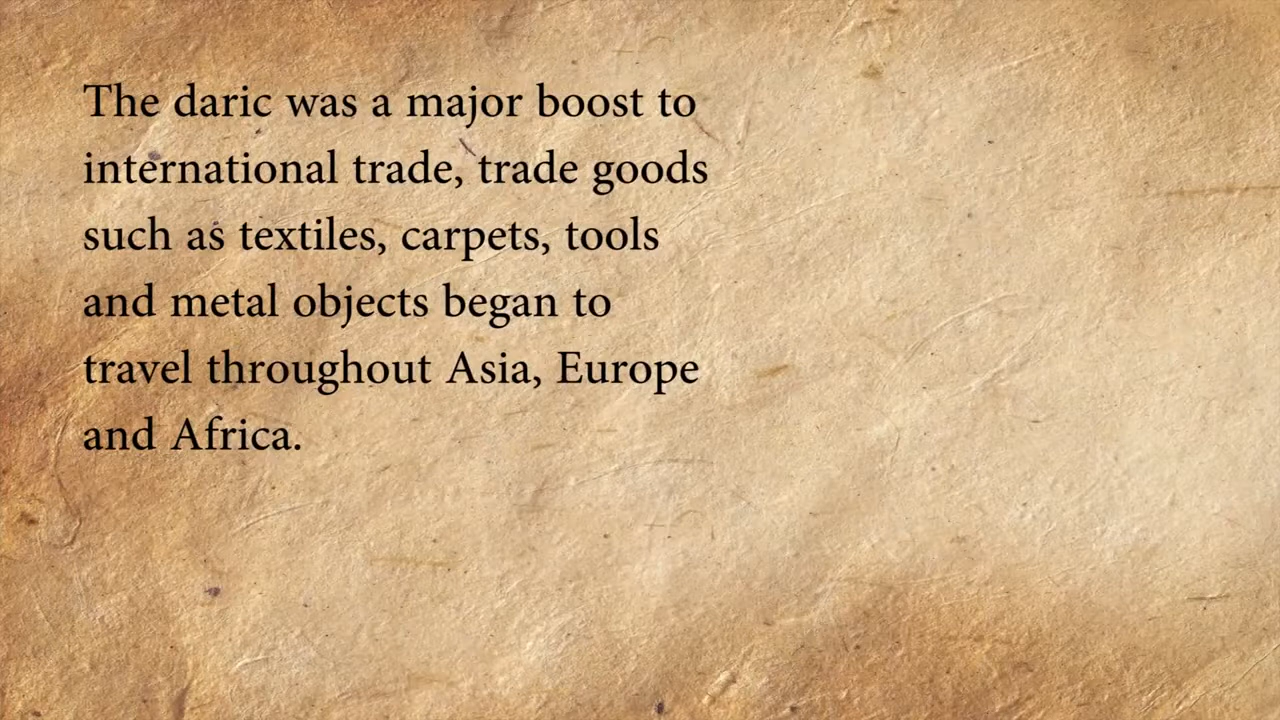 The daric was a major boost to
international trade, trade goods
such as textiles, carpets, tools
and metal objects began to
travel throughout Asia, Europe
and Africa.